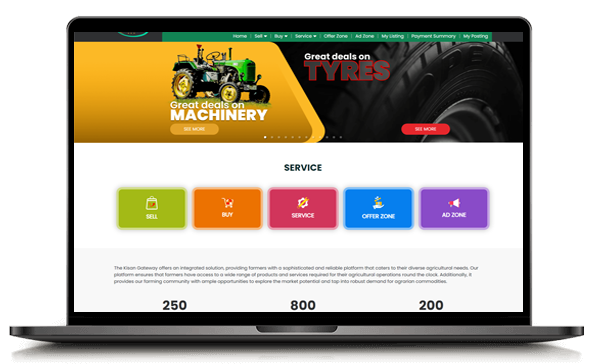 Home | Sell | Buy | Service | Offer Zone | Ad Zone | My Listing | Payment Summary | My Posting
Great deals on
MACHINERY
SEE MORE
Great deals on
TYRES
SEE MORE
SERVICE
SELL
BUY
SERVICE
OFFER ZONE
AD ZONE
The Kisan Gateway offers an integrated solution, providing farmers with a sophisticated and reliable platform that caters to their diverse agricultural needs. Our
platform ensures that farmers have access to a wide range of products and services required for their agricultural operations round the clock. Additionally, it
provides our farming community with ample opportunities to explore the market potential and tap into robust demand for agrarian commodities.
250
800
200